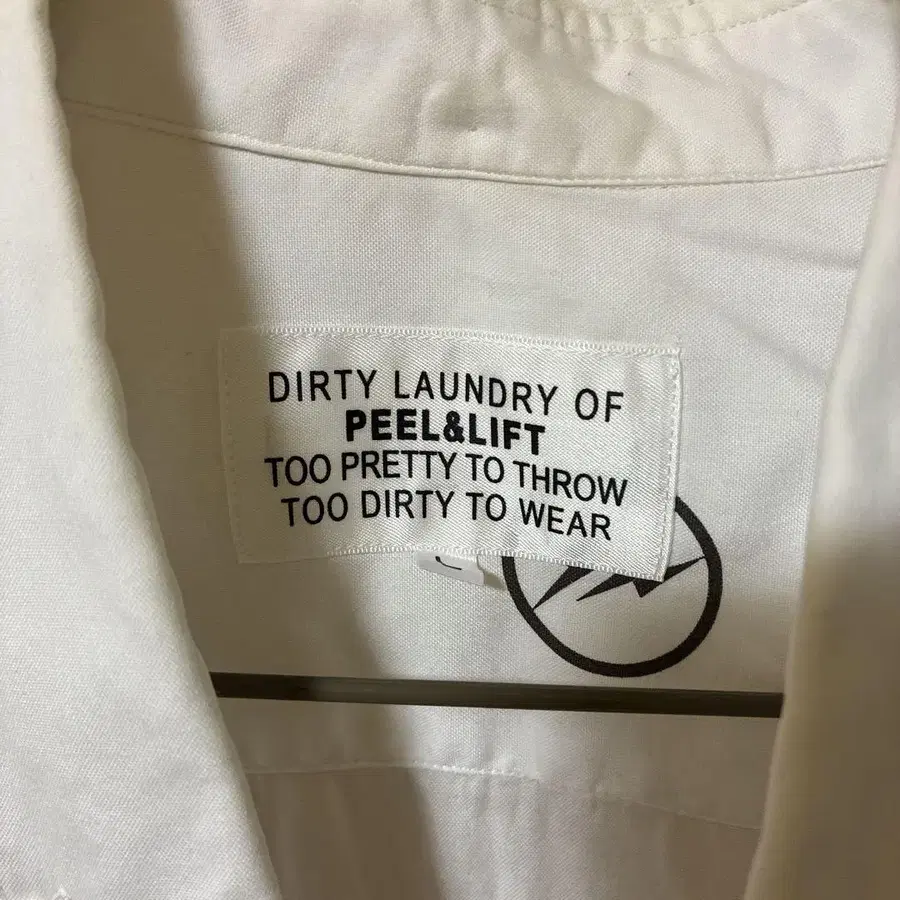 DIRTY LAUNDRY OF
PEEL&LIFT
TOO PRETTY TO THROW
TOO DIRTY TO WEAR